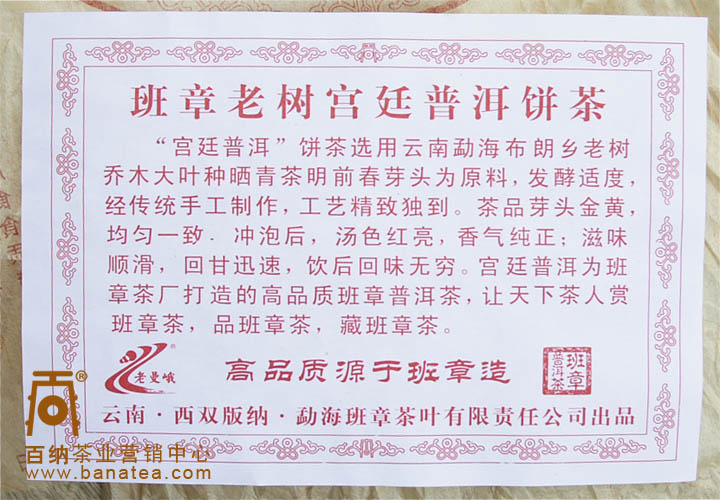 班章老树宫廷普洱饼茶
“宫廷普洱”饼茶选用云南勐海布朗乡老树
乔木大叶种晒青茶明前春芽头为原料，发酵适度，
经传统手工制作，工艺精致独到。茶品芽头金黄，
均匀一致．冲泡后，汤色红亮，香气纯正；滋味
顺滑，回甘迅速，饮后回味无穷。宫廷普洱为班
章茶厂打造的高品质班章普洱茶，让天下茶人赏
班章茶，品班章茶，藏班章茶。
老曼峨®
高品质源于班章造
班章
普洱茶
云南·西双版纳·勐海班章茶叶有限责任公司出品
百纳茶业营销中心
www.banatea.com